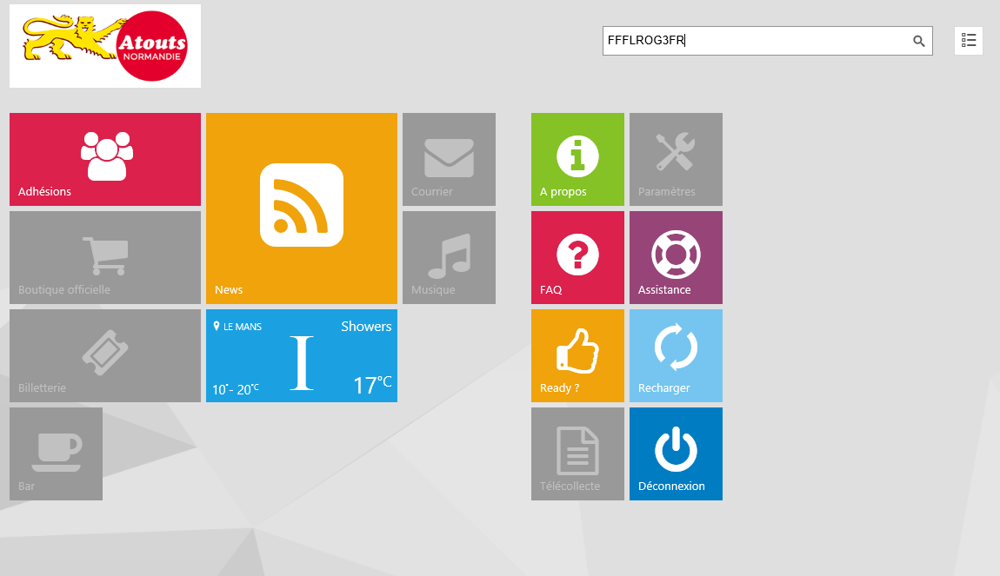 Atouts
NORMANDIE
FFFLROG3FR
Adhésions
News
Courrier
A propos
Paramètres
Boutique officielle
Musique
FAQ
Assistance
Billetterie
LE MANS
Showers
10°- 20°C
17°C
Ready ?
Recharger
Bar
Télécollecte
Déconnexion